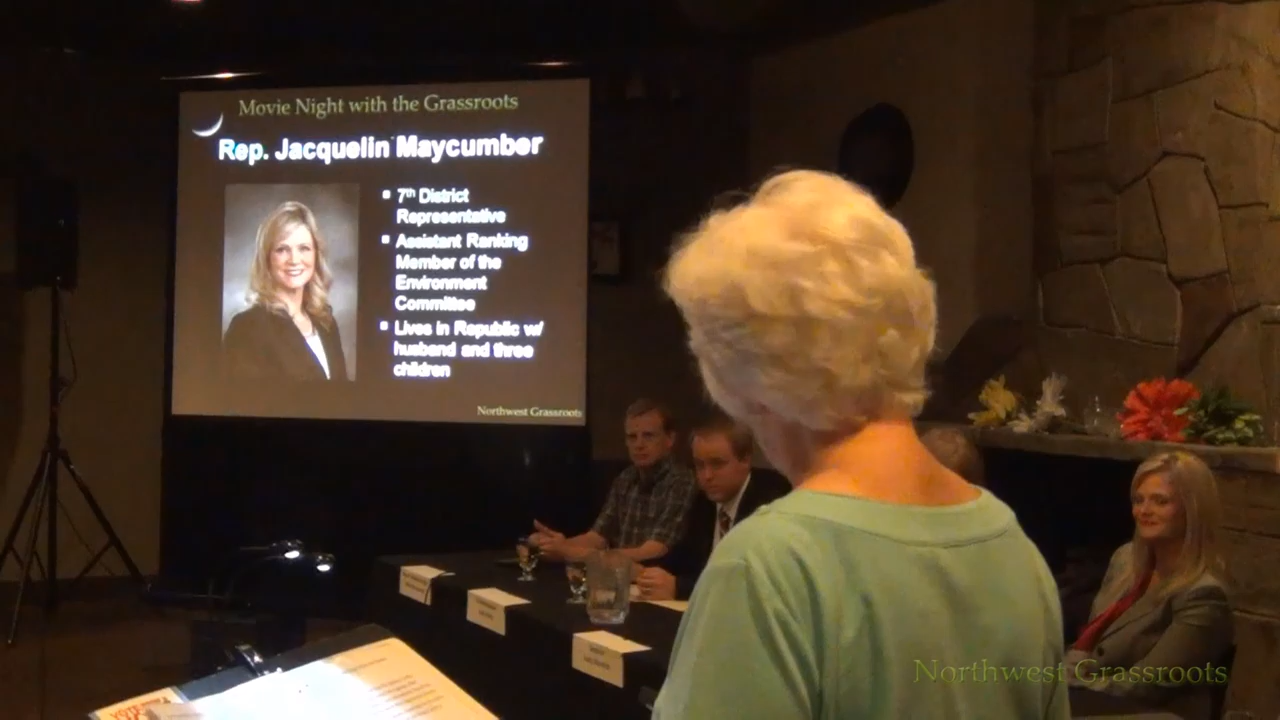 Movie Night with the Grassroots
Rep. Jacquelin Maycumber
▪ 7th District
Representative
▪ Assistant Ranking
Member of the
Environment
Committee
▪ Lives in Republic w/
husband and three
children
Northwest Grassroots
VOTE
Northwest Grassroots